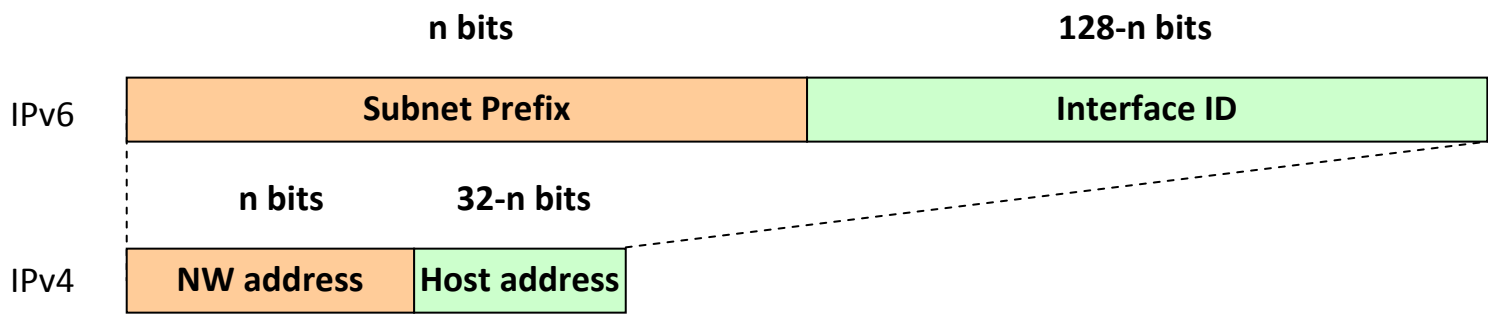 n bits 128-n bits
IPv6 Subnet Prefix Interface ID
n bits 32-n bits
IPv4 NW address Host address